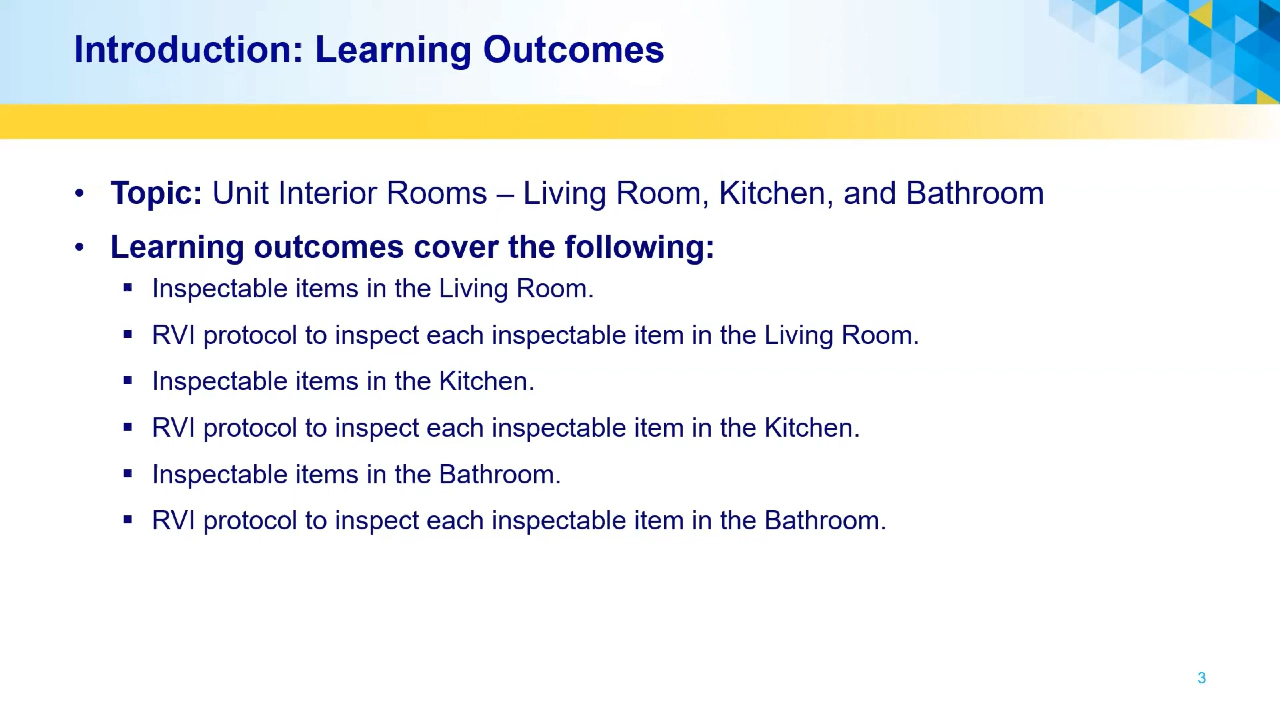 Introduction: Learning Outcomes
• Topic: Unit Interior Rooms – Living Room, Kitchen, and Bathroom
• Learning outcomes cover the following:
▪ Inspectable items in the Living Room.
▪ RVI protocol to inspect each inspectable item in the Living Room.
▪ Inspectable items in the Kitchen.
▪ RVI protocol to inspect each inspectable item in the Kitchen.
▪ Inspectable items in the Bathroom.
▪ RVI protocol to inspect each inspectable item in the Bathroom.
3